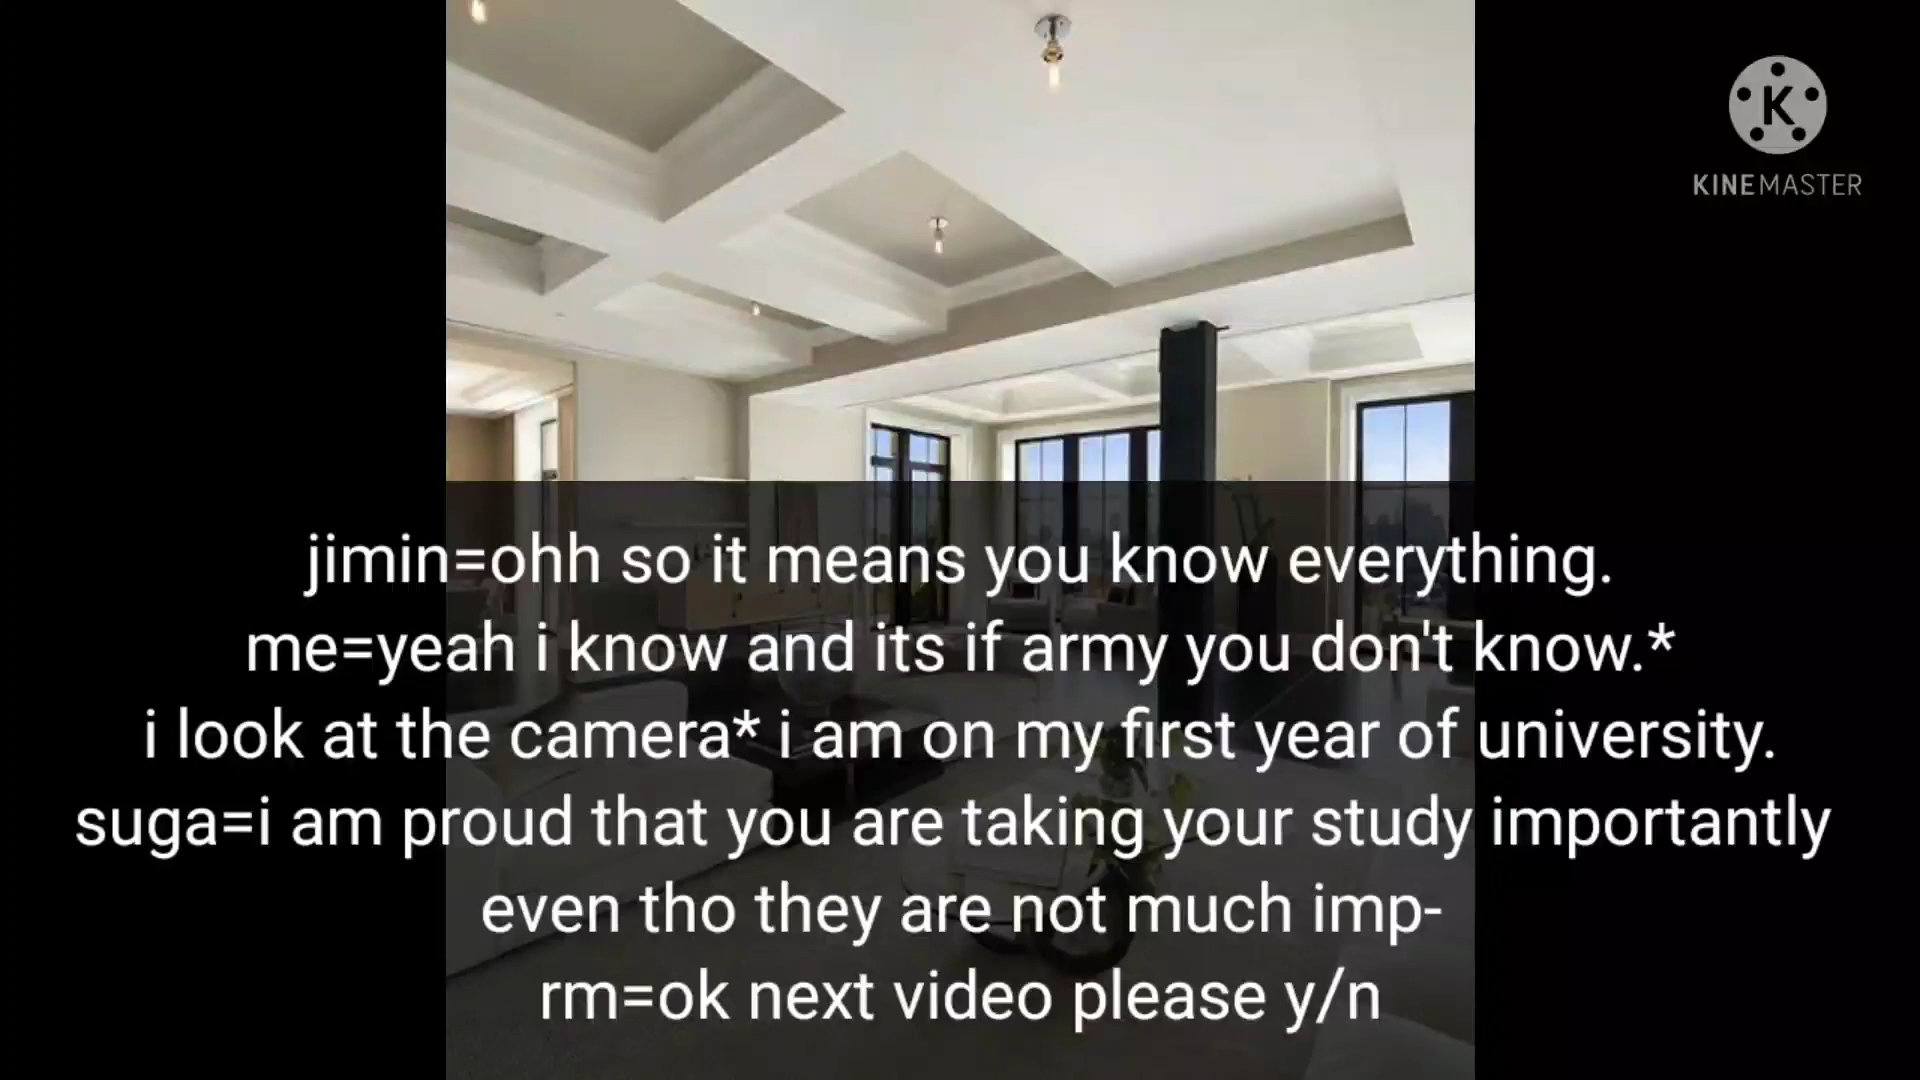 K
KINEMASTER
jimin=ohh so it means you know everything.
me=yeah i know and its if army you don't know.*
i look at the camera* i am on my first year of university.
suga=i am proud that you are taking your study importantly
even tho they are not much imp-
rm=ok next video please y/n